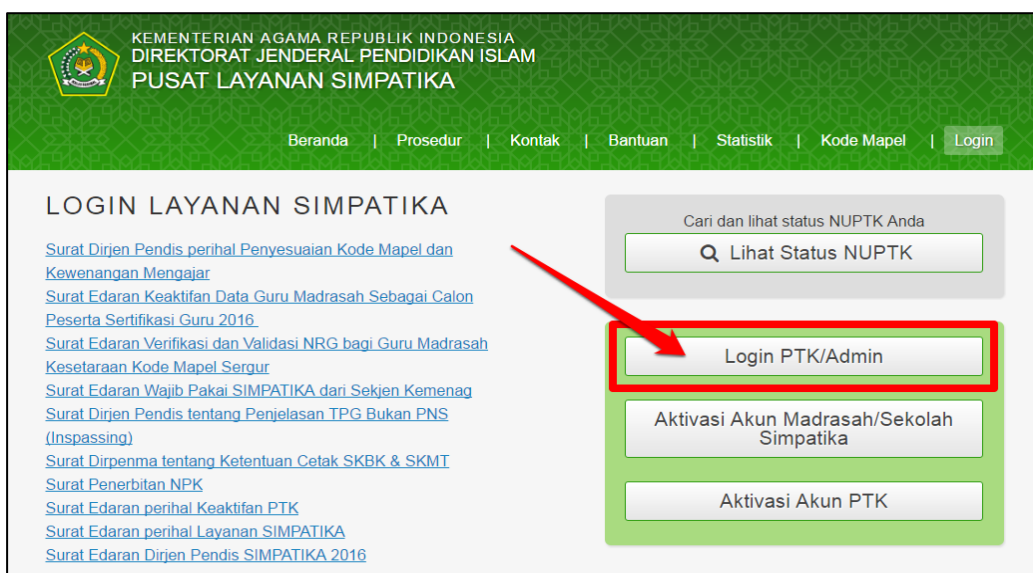 KEMENTERIAN AGAMA REPUBLIK INDONESIA
DIREKTORAT JENDERAL PENDIDIKAN ISLAM
PUSAT LAYANAN SIMPATIKA
Beranda | Prosedur | Kontak | Bantuan | Statistik | Kode Mapel | Login
LOGIN LAYANAN SIMPATIKA
Surat Dirjen Pendis perihal Penyesuaian Kode Mapel dan
Kewenangan Mengajar
Surat Edaran Keaktifan Data Guru Madrasah Sebagai Calon
Peserta Sertifikasi Guru 2016
Surat Edaran Verifikasi dan Validasi NRG bagi Guru Madrasah
Kesetaraan Kode Mapel Sergur
Surat Edaran Wajib Pakai SIMPATIKA dari Sekjen Kemenag
Surat Dirjen Pendis tentang Penjelasan TPG Bukan PNS
(Inspassing)
Surat Dirpenma tentang Ketentuan Cetak SKBK & SKMT
Surat Penerbitan NPK
Surat Edaran perihal Keaktifan PTK
Surat Edaran perihal Layanan SIMPATIKA
Surat Edaran Dirjen Pendis SIMPATIKA 2016
Cari dan lihat status NUPTK Anda
Lihat Status NUPTK
Login PTK/Admin
Aktivasi Akun Madrasah/Sekolah
Simpatika
Aktivasi Akun PTK